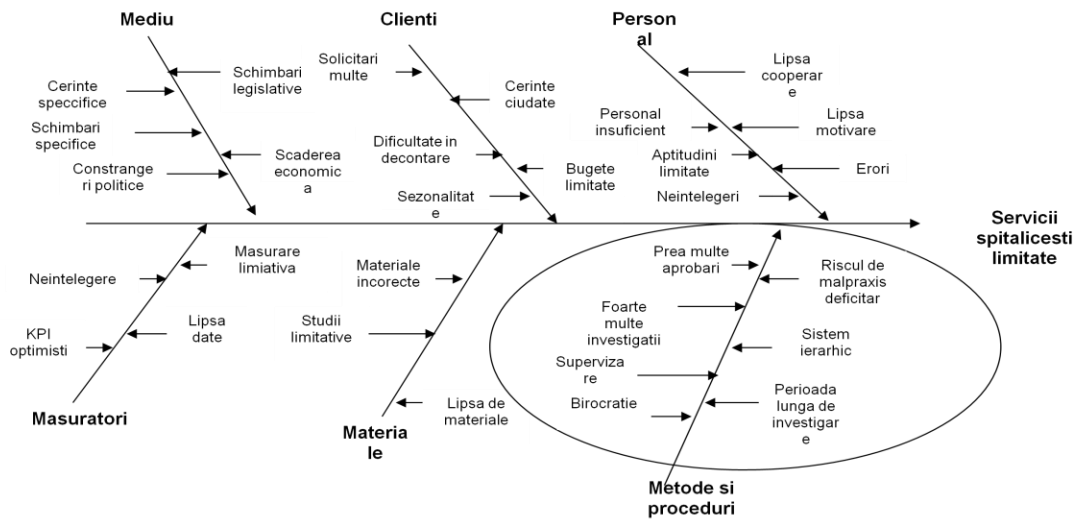 Mediu
Clienti
Person
al
Schimbari
legislative
Cerinte
speccifice
Schimbari
specifice
Constrange
ri politice
Scaderea
economic
a
Solicitari
multe
Cerinte
ciudate
Dificultate in
decontare
Bugete
limitate
Sezonalitat
e
Lipsa
cooperar
e
Personal
insuficient
Lipsa
motivare
Aptitudini
limitate
Erori
Neintelegeri
Servicii
spitalicesti
limitate
Masurare
limiativa
Neintelegere
Lipsa
date
KPI
optimisti
Masuratori
Materiale
incorecte
Studii
limitative
Lipsa de
materiale
Materia
le
Prea multe
aprobari
Riscul de
malpraxis
deficitar
Foarte
multe
investigatii
Sistem
ierarhic
Superviza
re
Birocratie
Perioada
lunga de
investigar
e
Metode si
proceduri